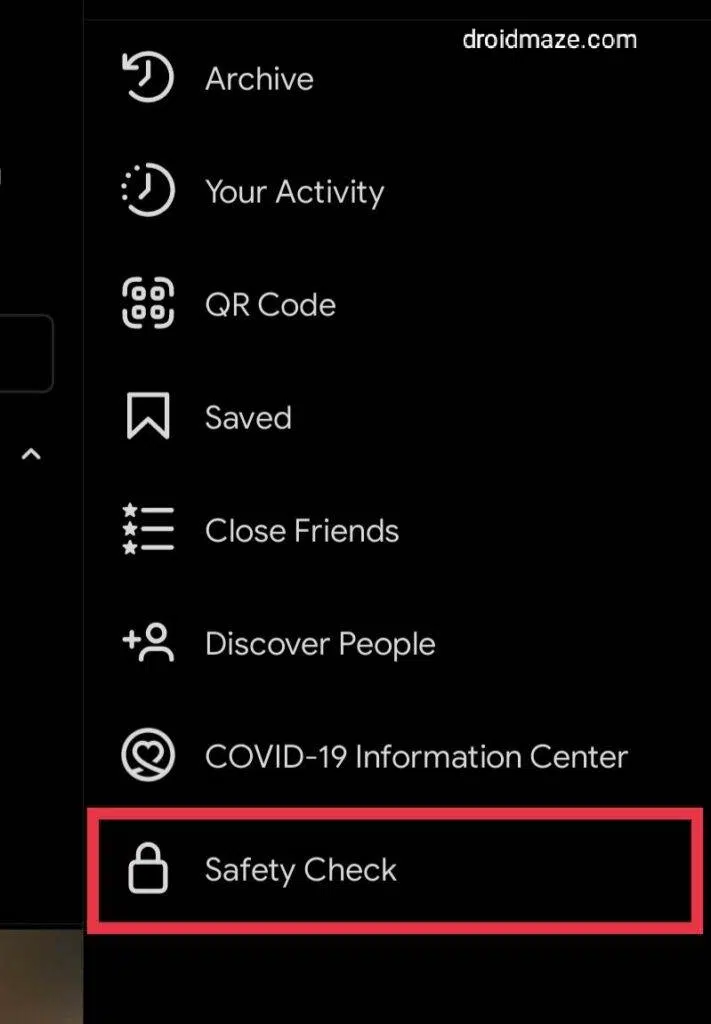 droidmaze.com
Archive
Your Activity
QR Code
Saved
Close Friends
Discover People
COVID-19 Information Center
Safety Check